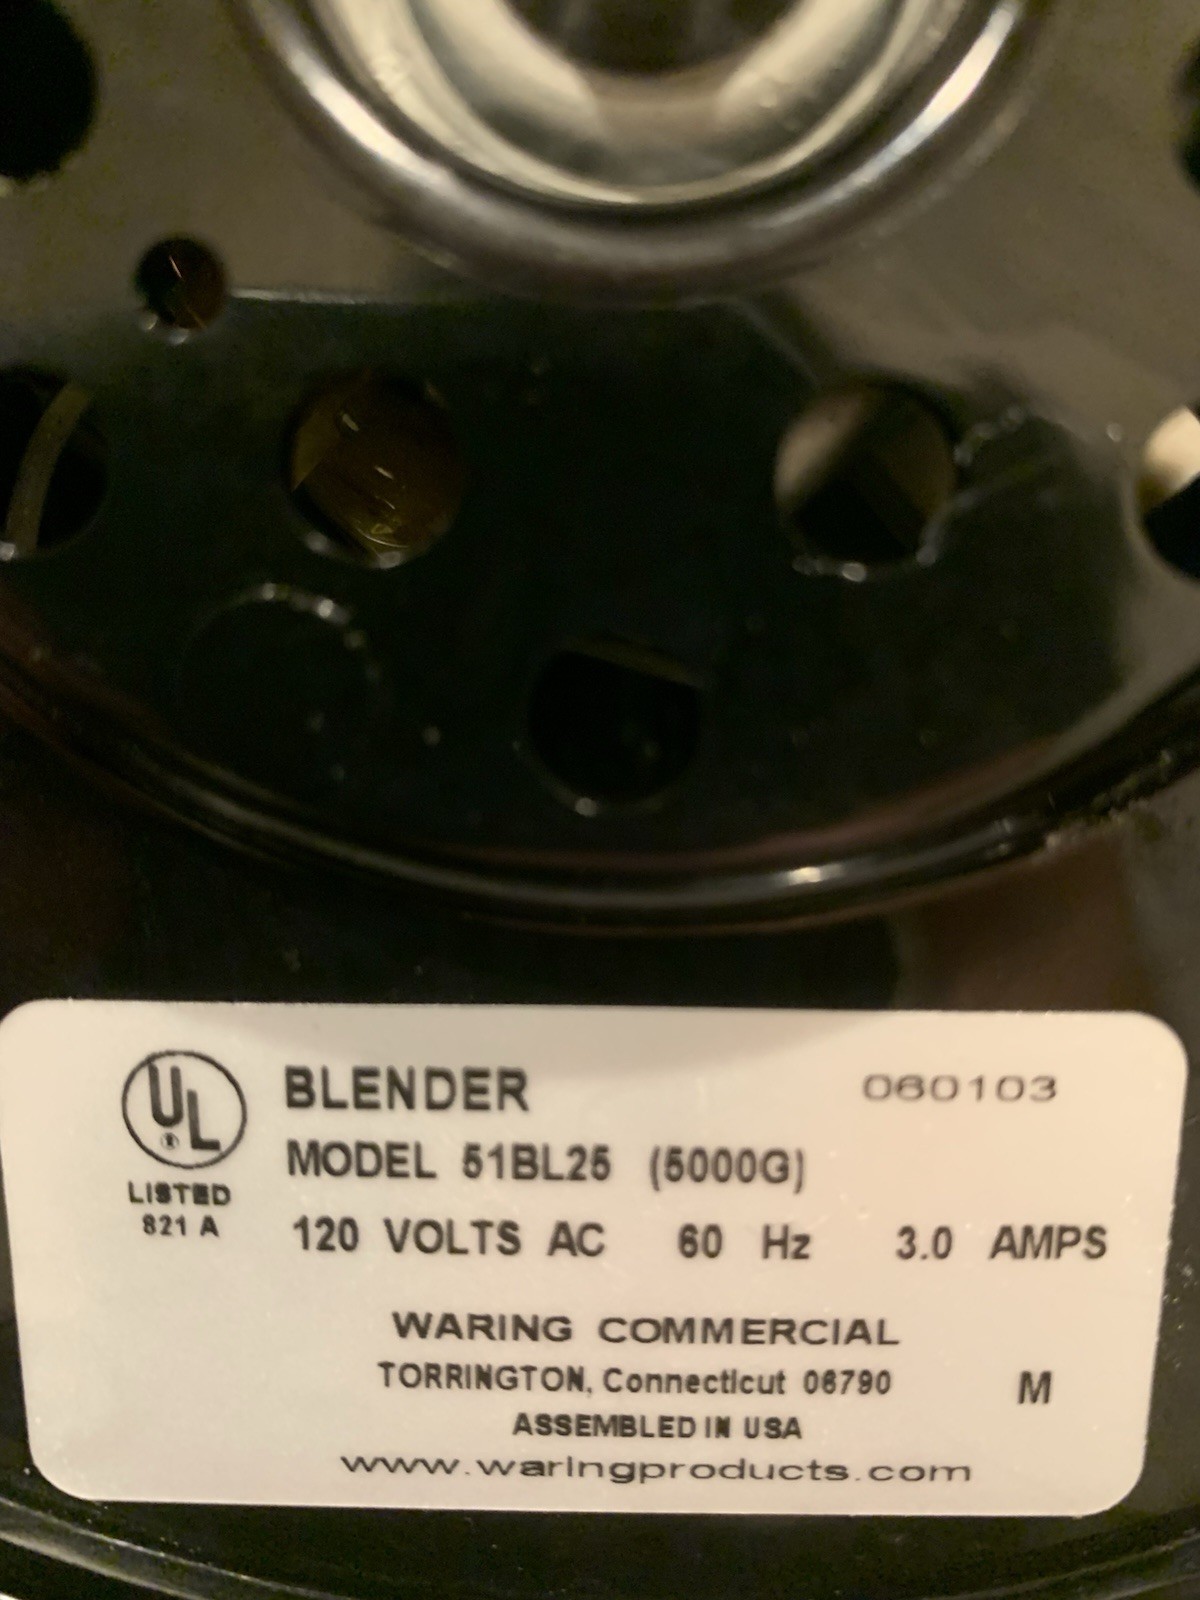 UL ®
LISTED
821 A
BLENDER 060103
MODEL 51BL25 (5000G)
120 VOLTS AC 60 Hz 3.0 AMPS
WARING COMMERCIAL
TORRINGTON, Connecticut 06790 M
ASSEMBLED IN USA
www.waringproducts.com